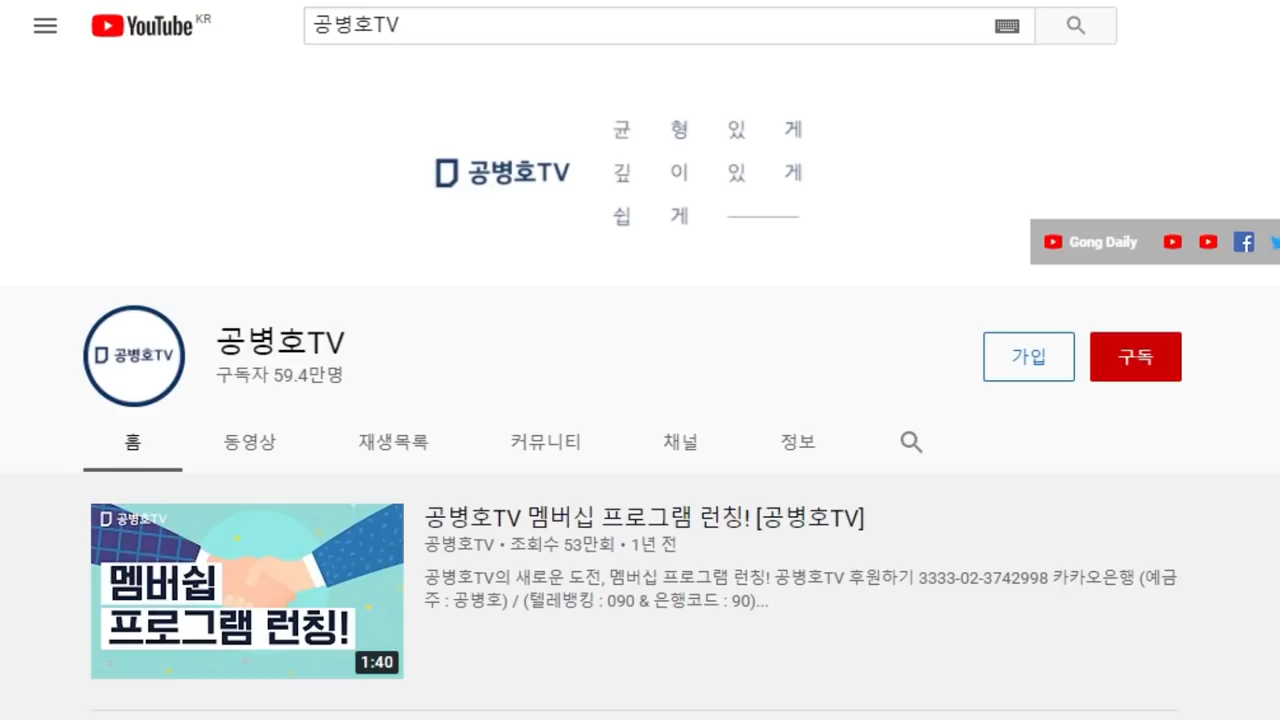 YouTube KR
공병호TV
균 형 있 게
공병호TV
깊 이 있 게
쉽 게
Gong Daily
공병호TV
공병호TV
구독자 59.4만명
가입
구독
홈 동영상 재생목록 커뮤니티 채널 정보
공병호TV
멤버쉽
프로그램 런칭!
1:40
공병호TV 멤버십 프로그램 런칭! [공병호TV]
공병호TV • 조회수 53만회 • 1년 전
공병호TV의 새로운 도전, 멤버십 프로그램 런칭! 공병호TV 후원하기 3333-02-3742998 카카오은행 (예금
주 : 공병호) / (텔레뱅킹 : 090 & 은행코드 : 90)...